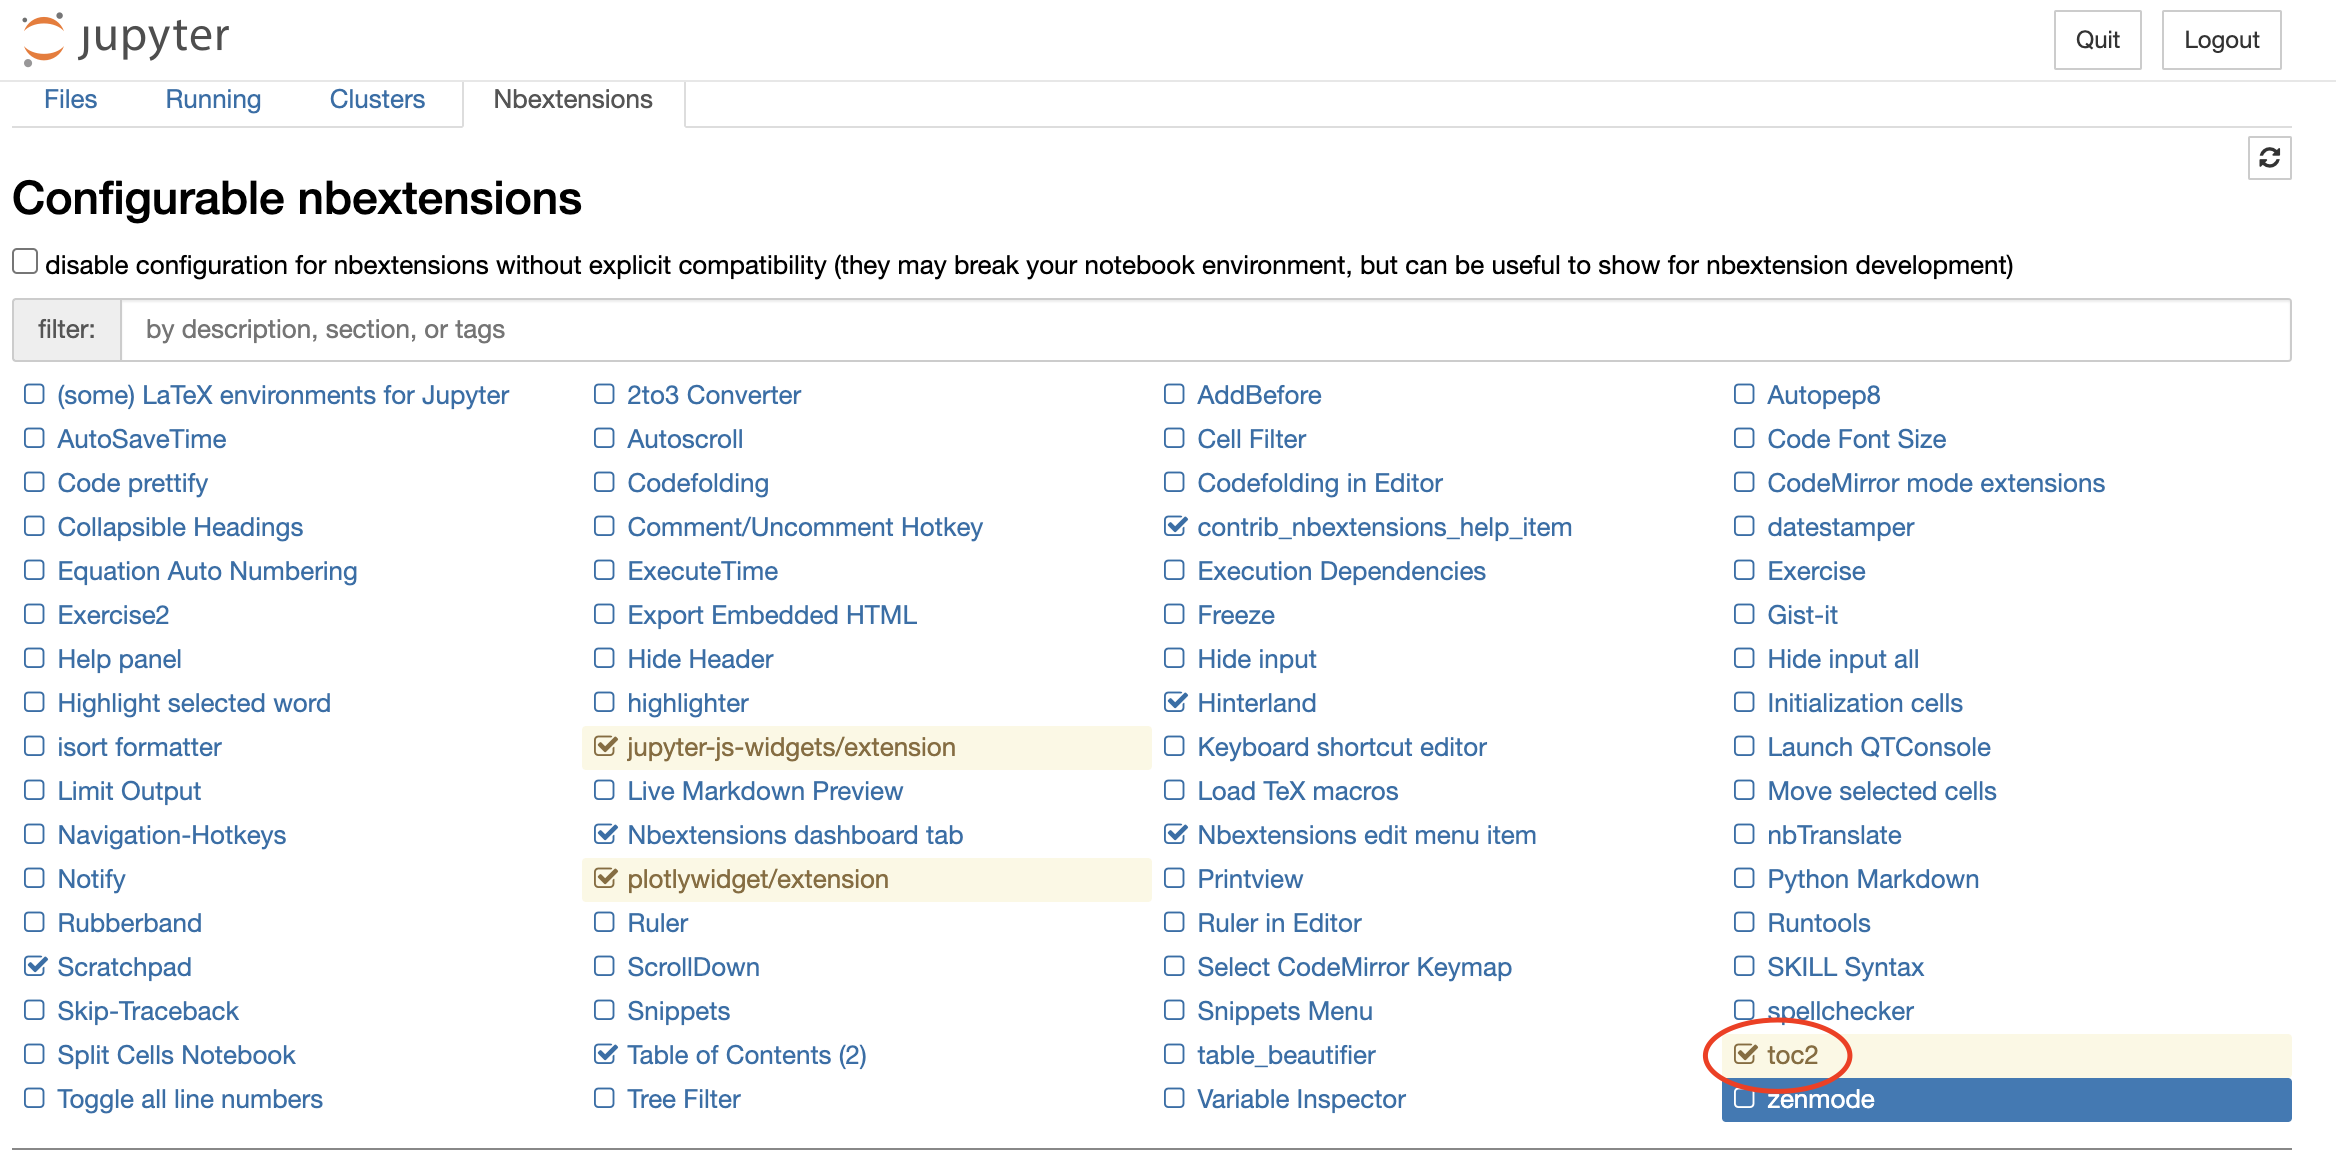 jupyter
Quit Logout
Files Running Clusters Nbextensions
Configurable nbextensions
disable configuration for nbextensions without explicit compatibility (they may break your notebook environment, but can be useful to show for nbextension development)
filter: by description, section, or tags
(some) LaTeX environments for Jupyter 2to3 Converter AddBefore Autopep8
AutoSaveTime Autoscroll Cell Filter Code Font Size
Code prettify Codefolding Codefolding in Editor CodeMirror mode extensions
Collapsible Headings Comment/Uncomment Hotkey contrib_nbextensions_help_item datestamper
Equation Auto Numbering ExecuteTime Execution Dependencies Exercise
Exercise2 Export Embedded HTML Freeze Gist-it
Help panel Hide Header Hide input Hide input all
Highlight selected word highlighter Hinterland Initialization cells
isort formatter jupyter-js-widgets/extension Keyboard shortcut editor Launch QTConsole
Limit Output Live Markdown Preview Load TeX macros Move selected cells
Navigation-Hotkeys Nbextensions dashboard tab Nbextensions edit menu item nbTranslate
Notify plotlywidget/extension Printview Python Markdown
Rubberband Ruler Ruler in Editor Runtools
Scratchpad ScrollDown Select CodeMirror Keymap SKILL Syntax
Skip-Traceback Snippets Snippets Menu spellchecker
Split Cells Notebook Table of Contents (2) table_beautifier toc2
Toggle all line numbers Tree Filter Variable Inspector zenmode